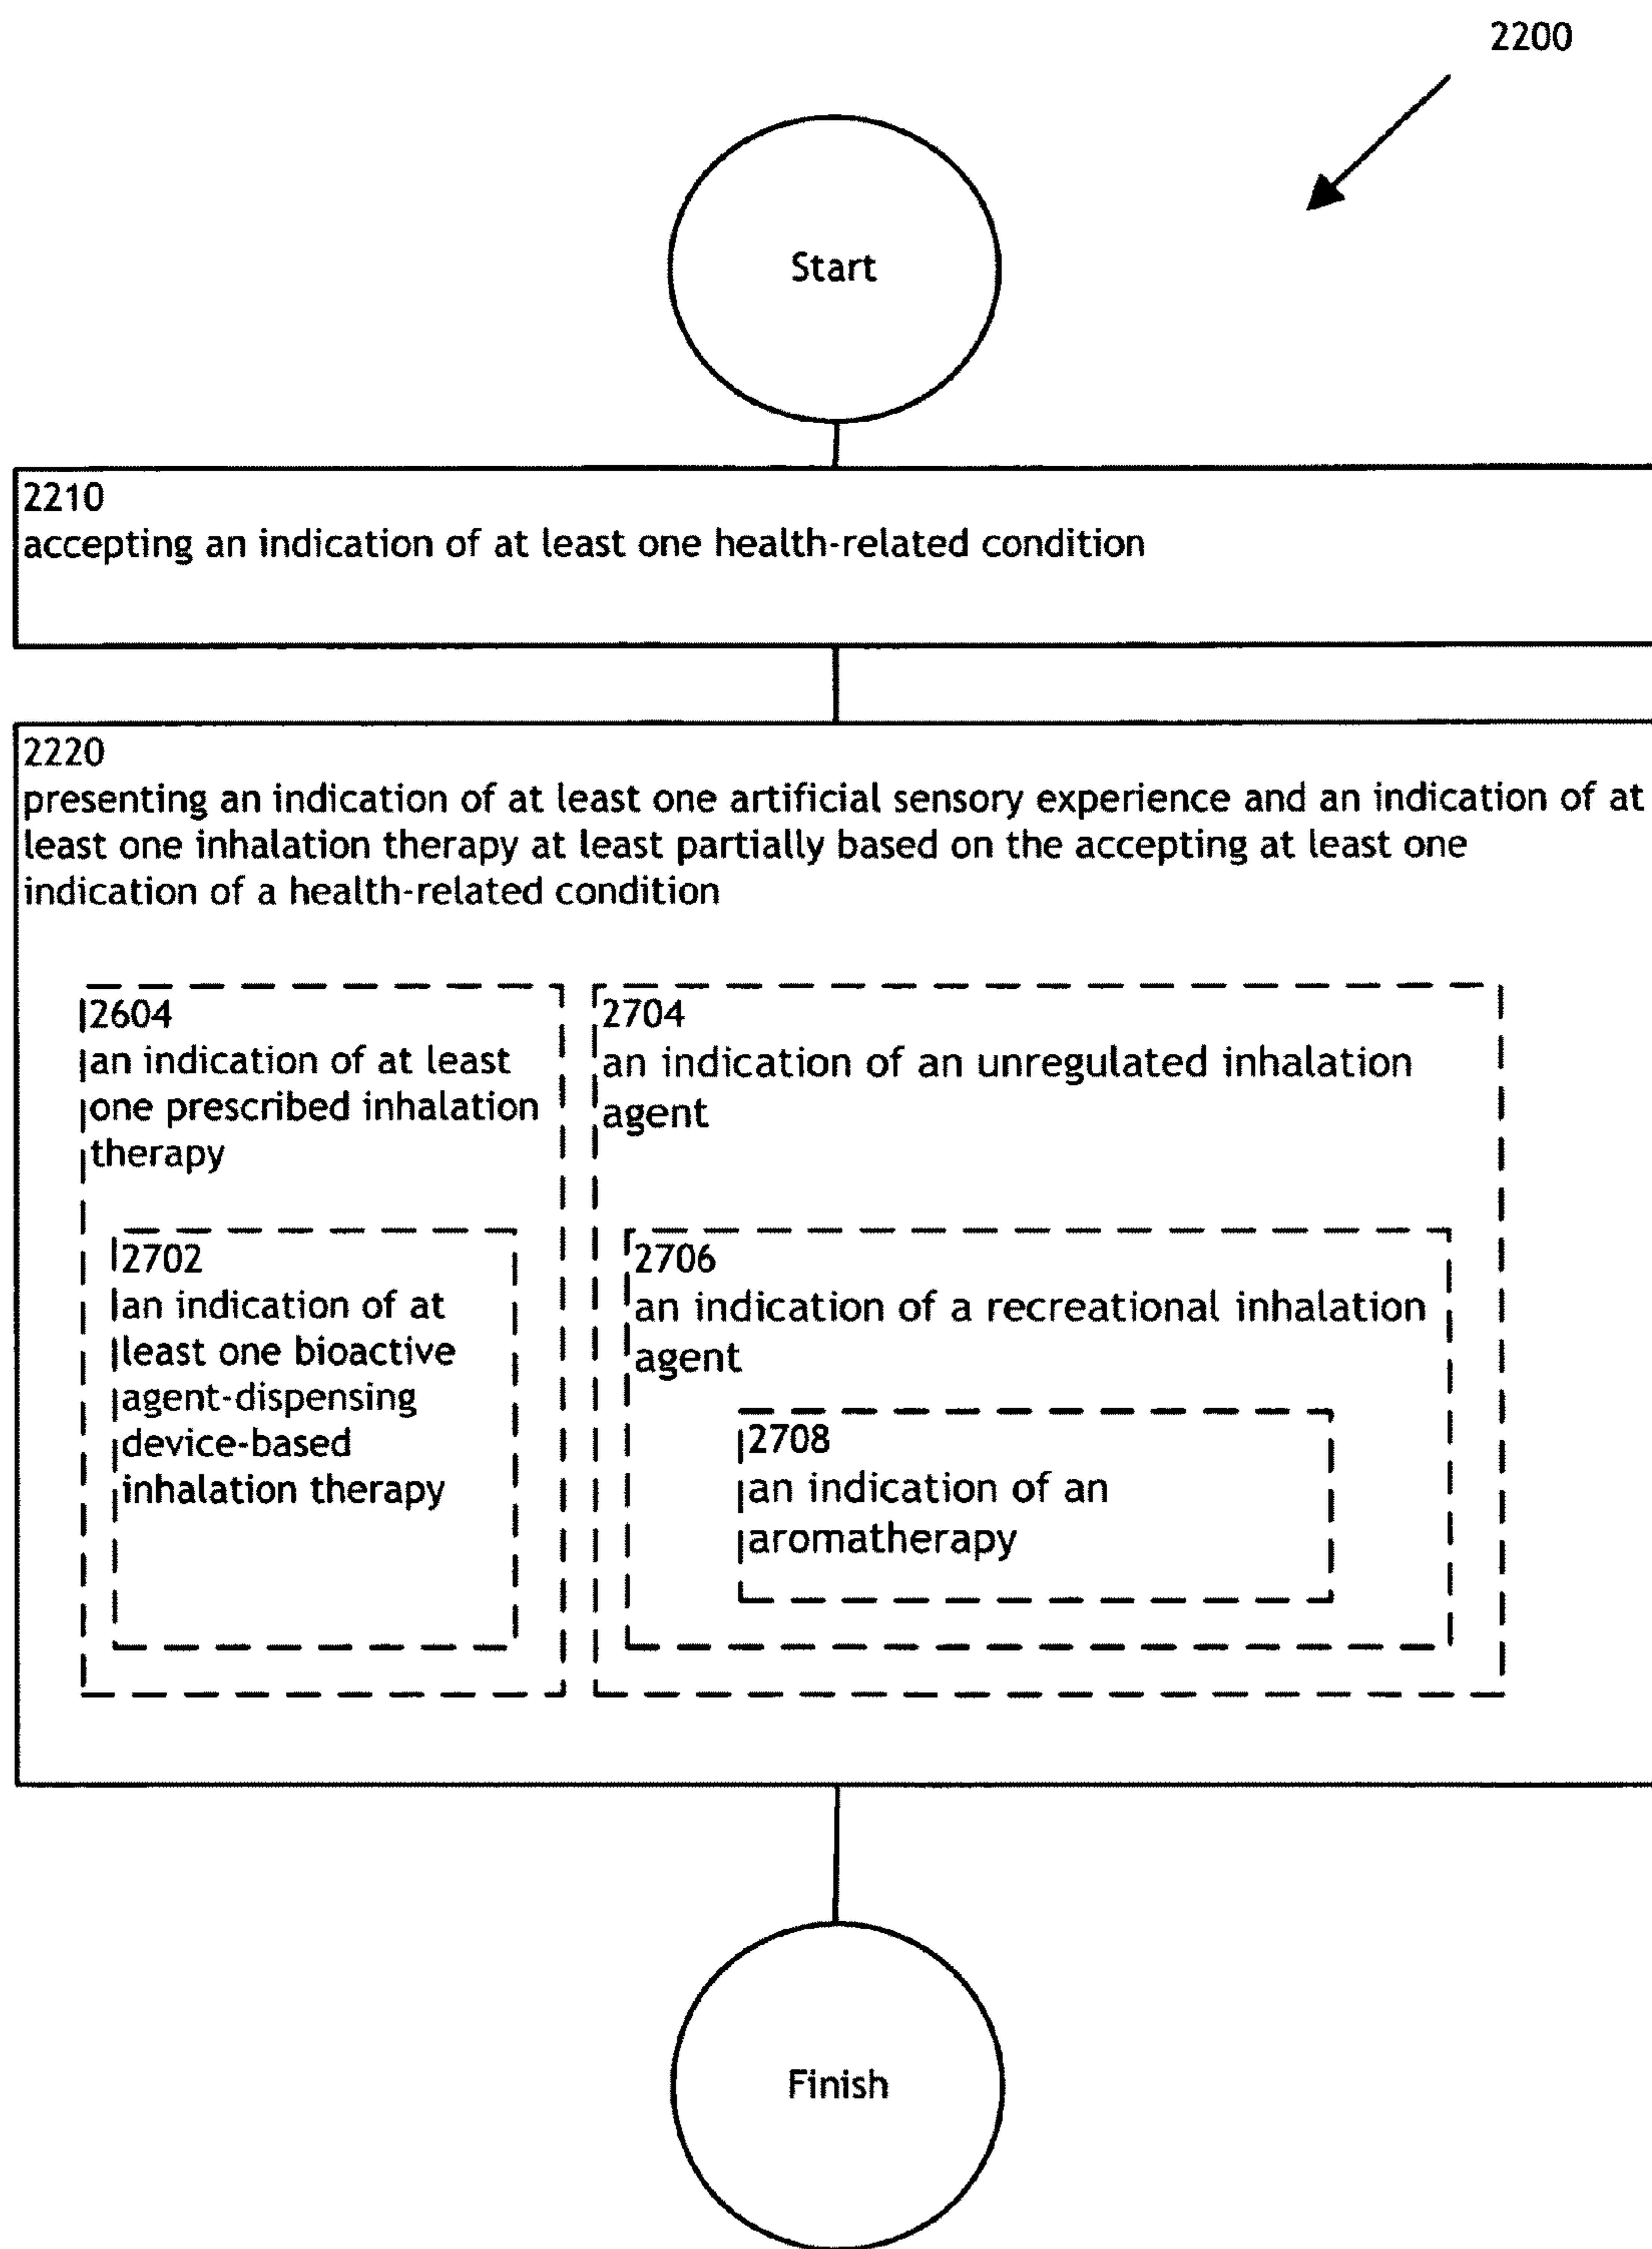 2200
Start
2210
accepting an indication of at least one health-related condition
2220
presenting an indication of at least one artificial sensory experience and an indication of at
least one inhalation therapy at least partially based on the accepting at least one
indication of a health-related condition
2604
an indication of at least
one prescribed inhalation
therapy
2702
an indication of at
least one bioactive
agent-dispensing
device-based
inhalation therapy
2704
an indication of an unregulated inhalation
agent
2706
an indication of a recreational inhalation
agent
2708
an indication of an
aromatherapy
Finish